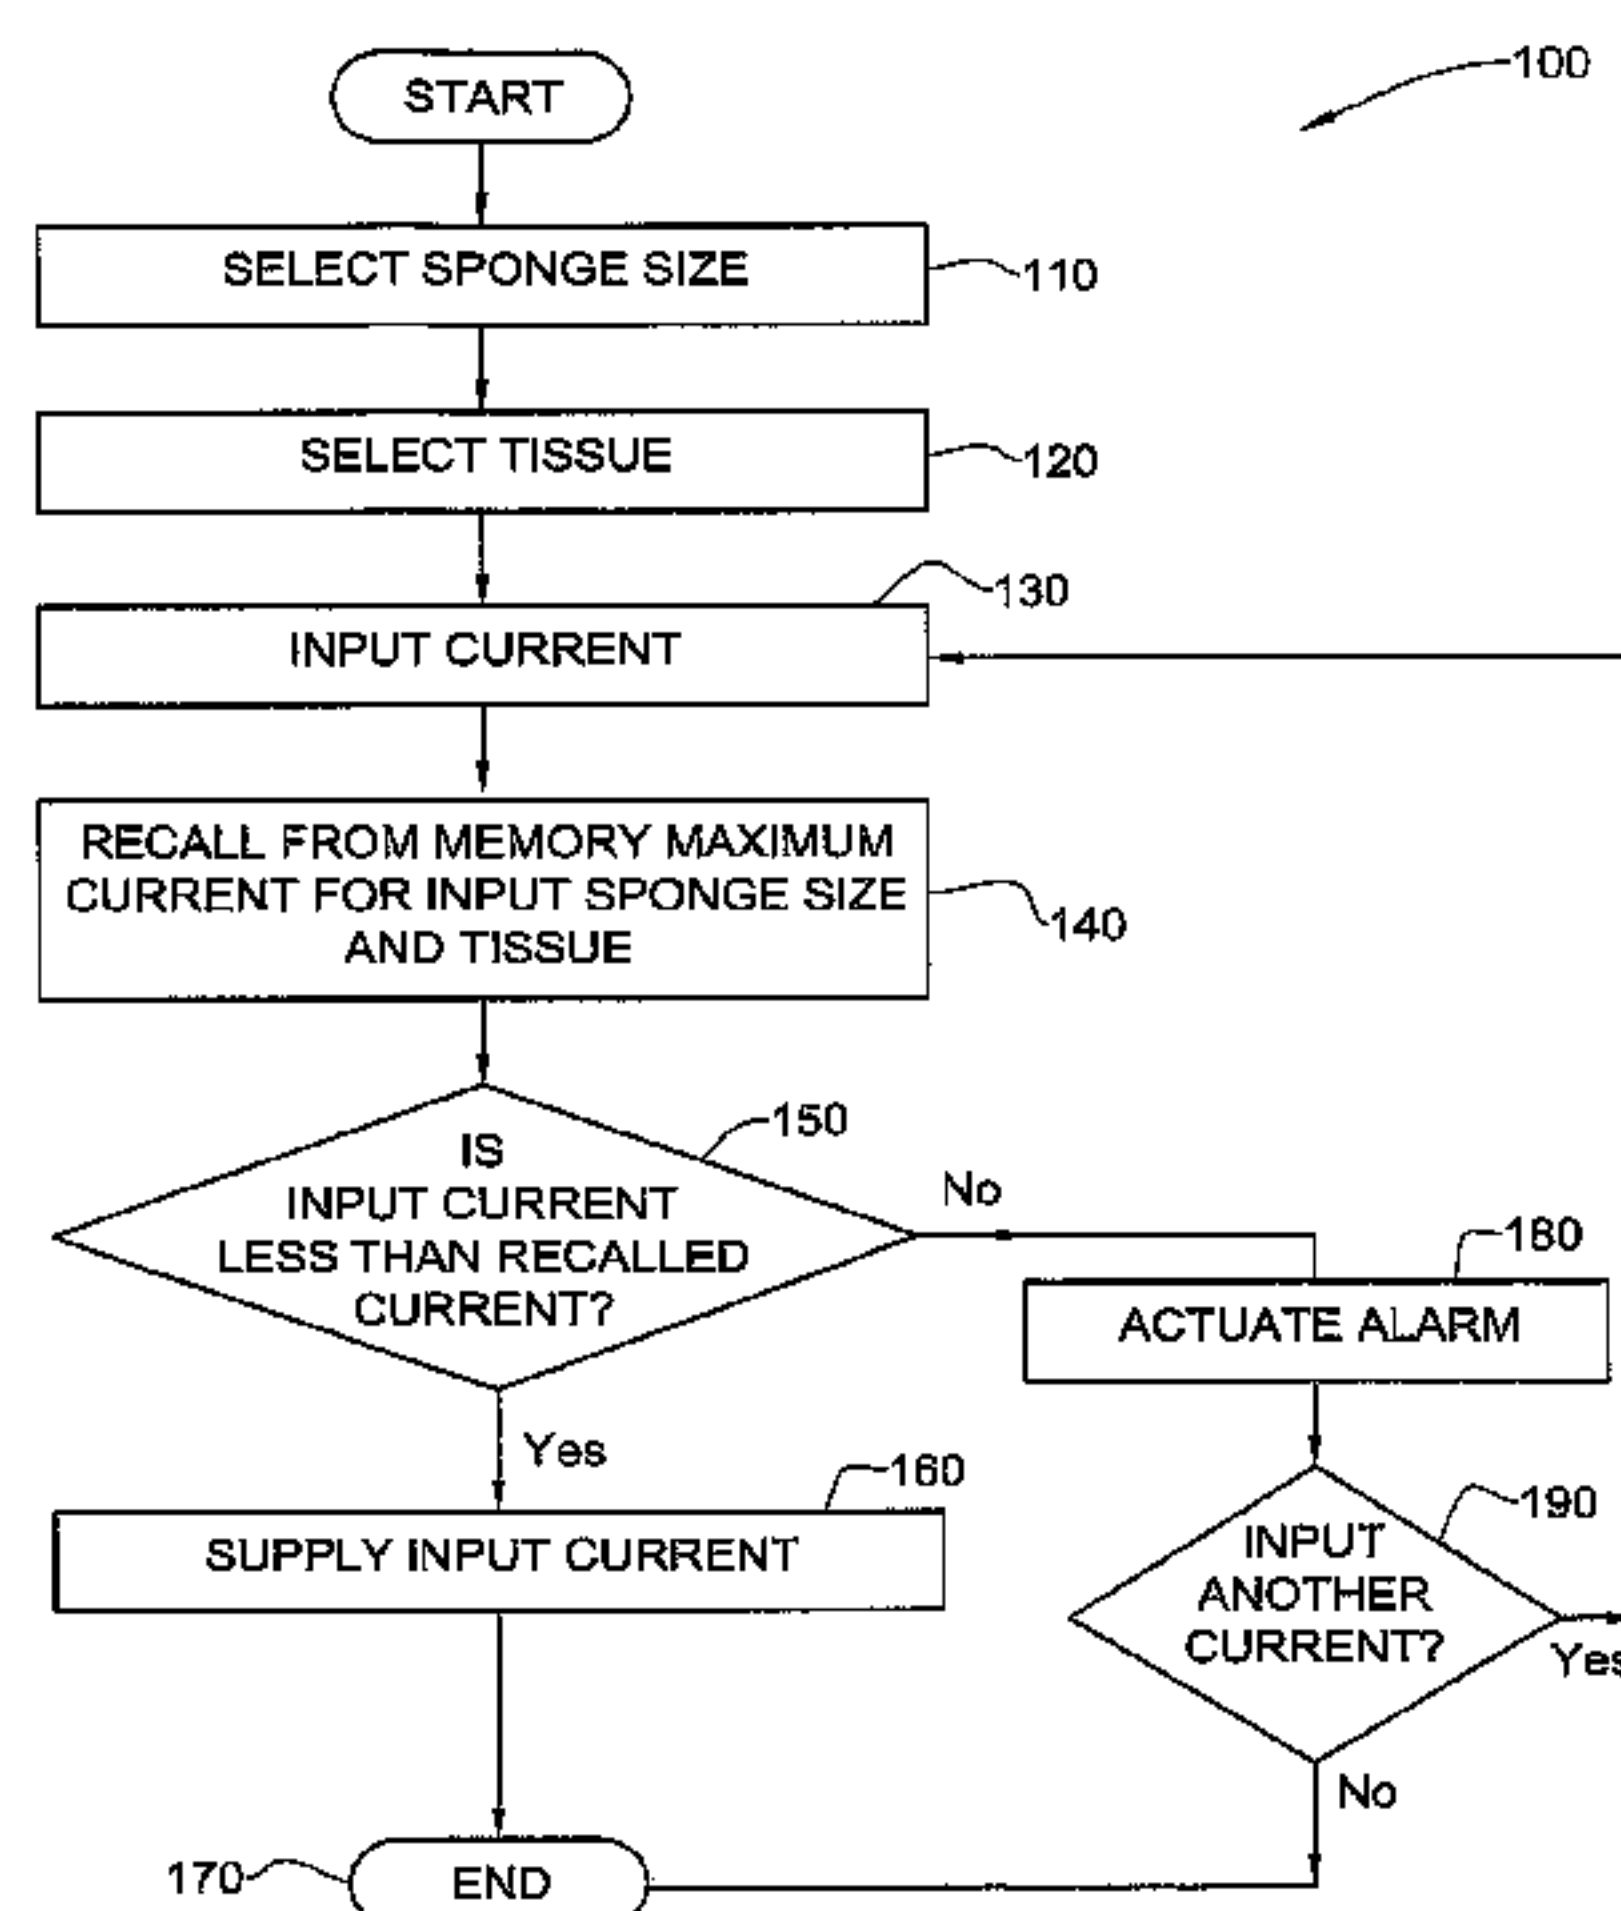 START
100
SELECT SPONGE SIZE
110
SELECT TISSUE
120
130
INPUT CURRENT
RECALL FROM MEMORY MAXIMUM
CURRENT FOR INPUT SPONGE SIZE
AND TISSUE
140
150
IS
INPUT CURRENT
LESS THAN RECALLED
CURRENT?
No
180
ACTUATE ALARM
Yes
160
SUPPLY INPUT CURRENT
190
INPUT
ANOTHER
CURRENT?
Yes
No
170
END